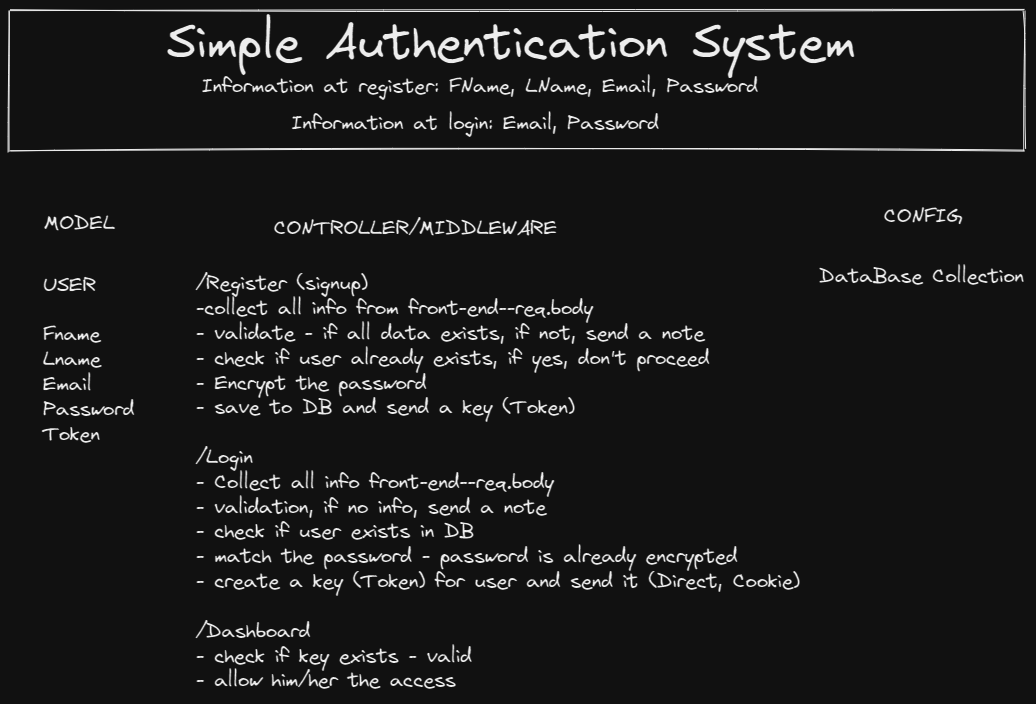 Simple Authentication System
Information at register: FName, LName, Email, Password
Information at login: Email, Password
MODEL
USER
Fname
Lname
Email
Password
Token
CONTROLLER/MIDDLEWARE
/Register (signup)
-collect all info from front-end--req.body
- validate - if all data exists, if not, send a note
- check if user already exists, if yes, don't proceed
- Encrypt the password
- save to DB and send a key (Token)
/Login
- Collect all info front-end--req.body
- validation, if no info, send a note
- check if user exists in DB
- match the password - password is already encrypted
- create a key (Token) for user and send it (Direct, Cookie)
/Dashboard
- check if key exists - valid
- allow him/her the access
CONFIG
DataBase Collection